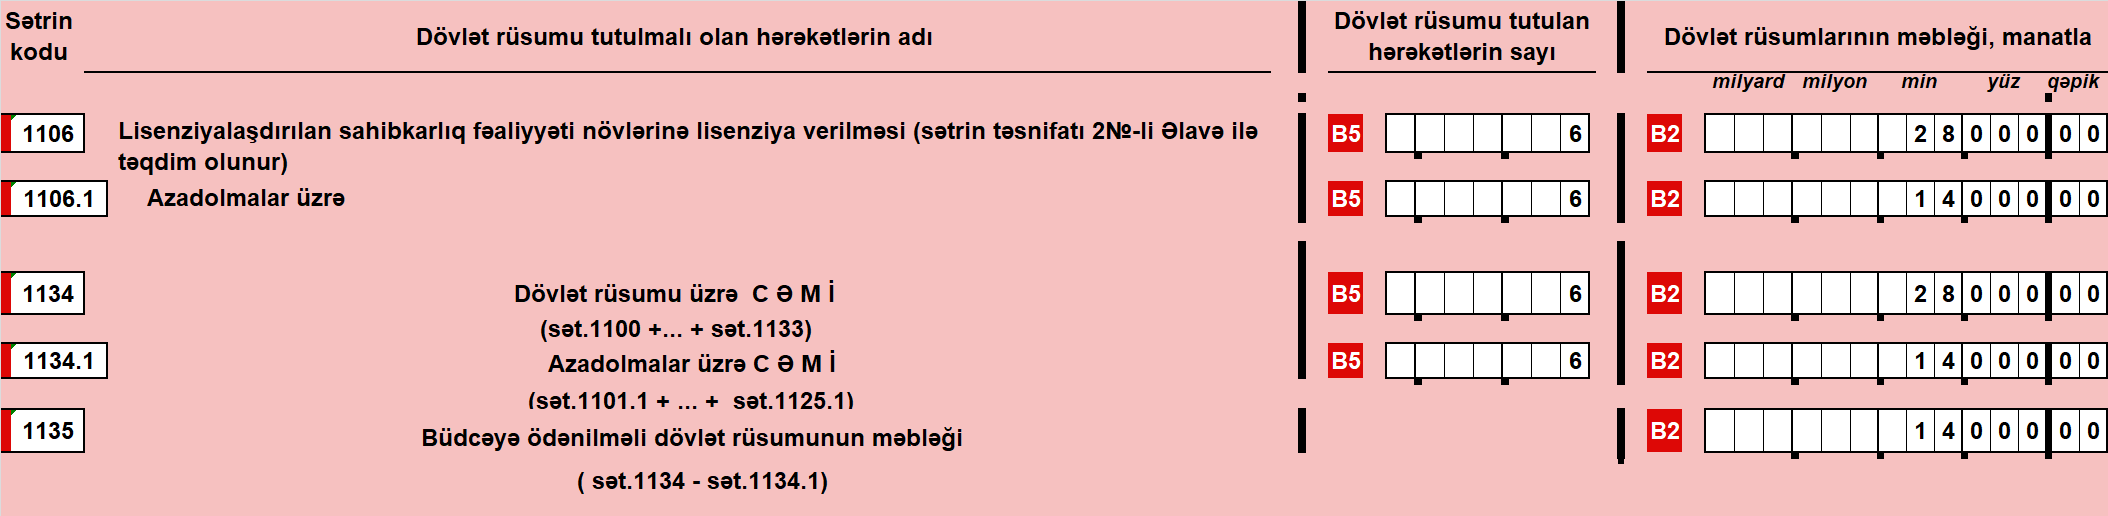 Sətrin kodu
Dövlət rüsumu tutulmalı olan hərəkətlərin adı
Dövlət rüsumu tutulan
hərəkətlərin sayı
Dövlət rüsumlarının məbləği, manatla
milyard milyon min yüz qəpik
1106 Lisenziyalaşdırılan sahibkarlıq fəaliyyəti növlərinə lisenziya verilməsi (sətrin təsnifatı 2№-li Əlavə ilə B5 6 B2 2 8 0 0 0 0 0
təqdim olunur)
1106.1 Azadolmalar üzrə B5 6 B2 1 4 0 0 0 0 0
1134 Dövlət rüsumu üzrə C Ə M İ B5 6 B2 2 8 0 0 0 0 0
(sət.1100 +... + sət.1133)
1134.1 Azadolmalar üzrə C Ə M İ B5 6 B2 1 4 0 0 0 0 0
(sət.1101.1 + ... + sət.1125.1)
1135 Büdcəyə ödənilməli dövlət rüsumunun məbləği B2 1 4 0 0 0 0 0
( sət.1134 - sət.1134.1)